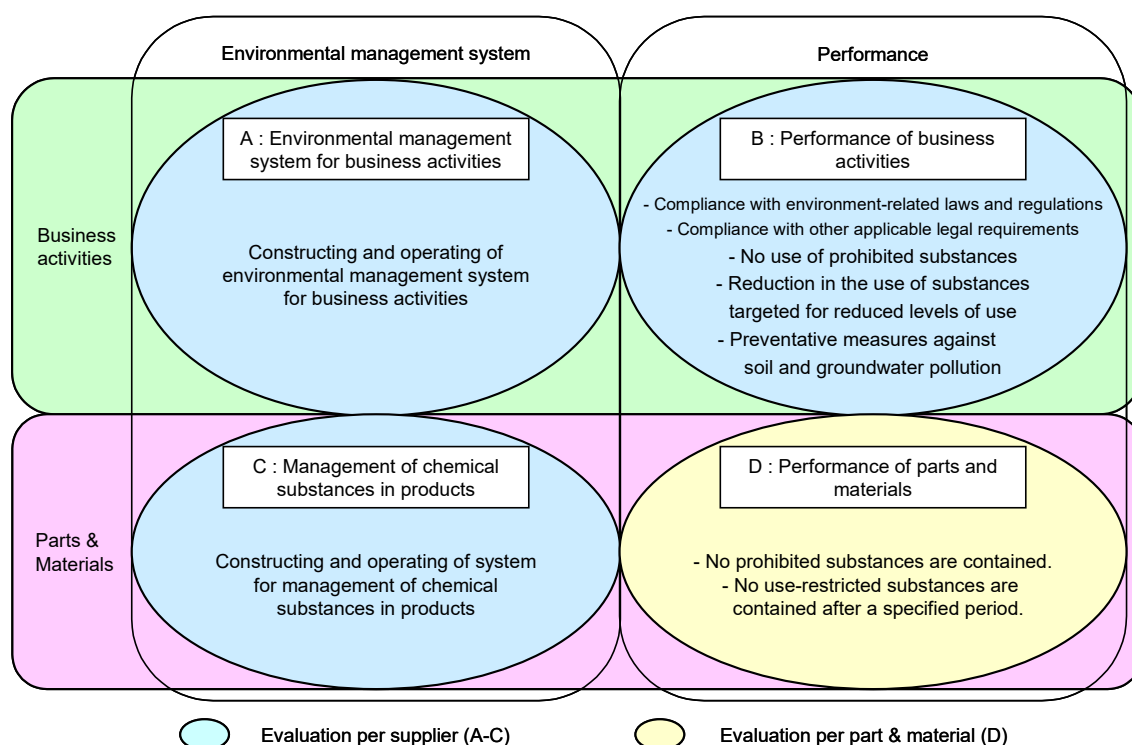 Environmental management system
Performance
A : Environmental management
system for business activities
B : Performance of business
activities
Business
activities
Constructing and operating of
environmental management system
for business activities
- Compliance with environment-related laws and regulations
- Compliance with other applicable legal requirements
- No use of prohibited substances
- Reduction in the use of substances
targeted for reduced levels of use
- Preventative measures against
soil and groundwater pollution
C : Management of chemical
substances in products
D : Performance of parts and
materials
Parts &
Materials
Constructing and operating of system
for management of chemical
substances in products
- No prohibited substances are contained.
- No use-restricted substances are
contained after a specified period.
Evaluation per supplier (A-C)
Evaluation per part & material (D)